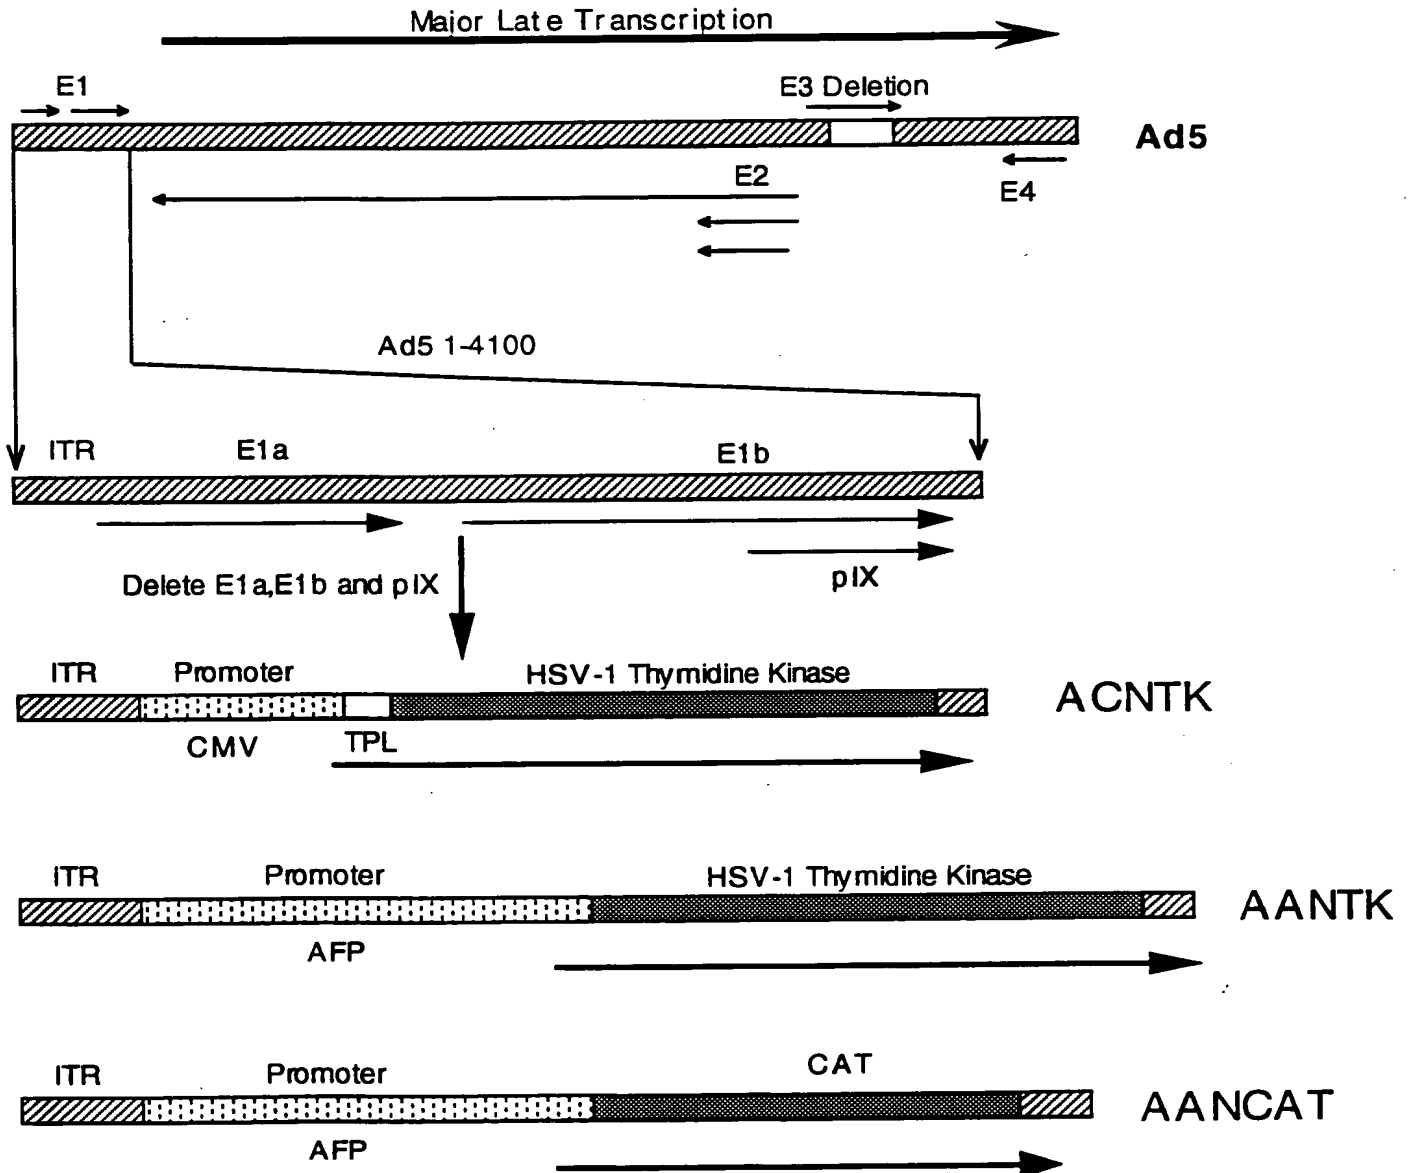 Major Late Transcription
E1
E3 Deletion
Ad5
E2
E4
Ad5 1-4100
ITR
E1a
E1b
Delete E1a,E1b and pIX
pIX
ITR
Promoter
HSV-1 Thymidine Kinase
ACNTK
CMV
TPL
ITR
Promoter
HSV-1 Thymidine Kinase
AANTK
AFP
ITR
Promoter
CAT
AANCAT
AFP